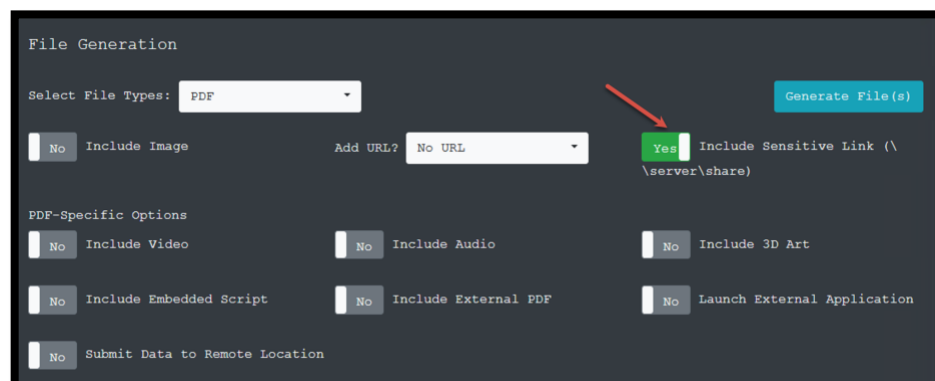 File Generation
Select File Types: PDF Generate File(s)
No Include Image Add URL? No URL Yes Include Sensitive Link (\
\server\share)
PDF-Specific Options
No Include Video No Include Audio No Include 3D Art
No Include Embedded Script No Include External PDF No Launch External Application
No Submit Data to Remote Location